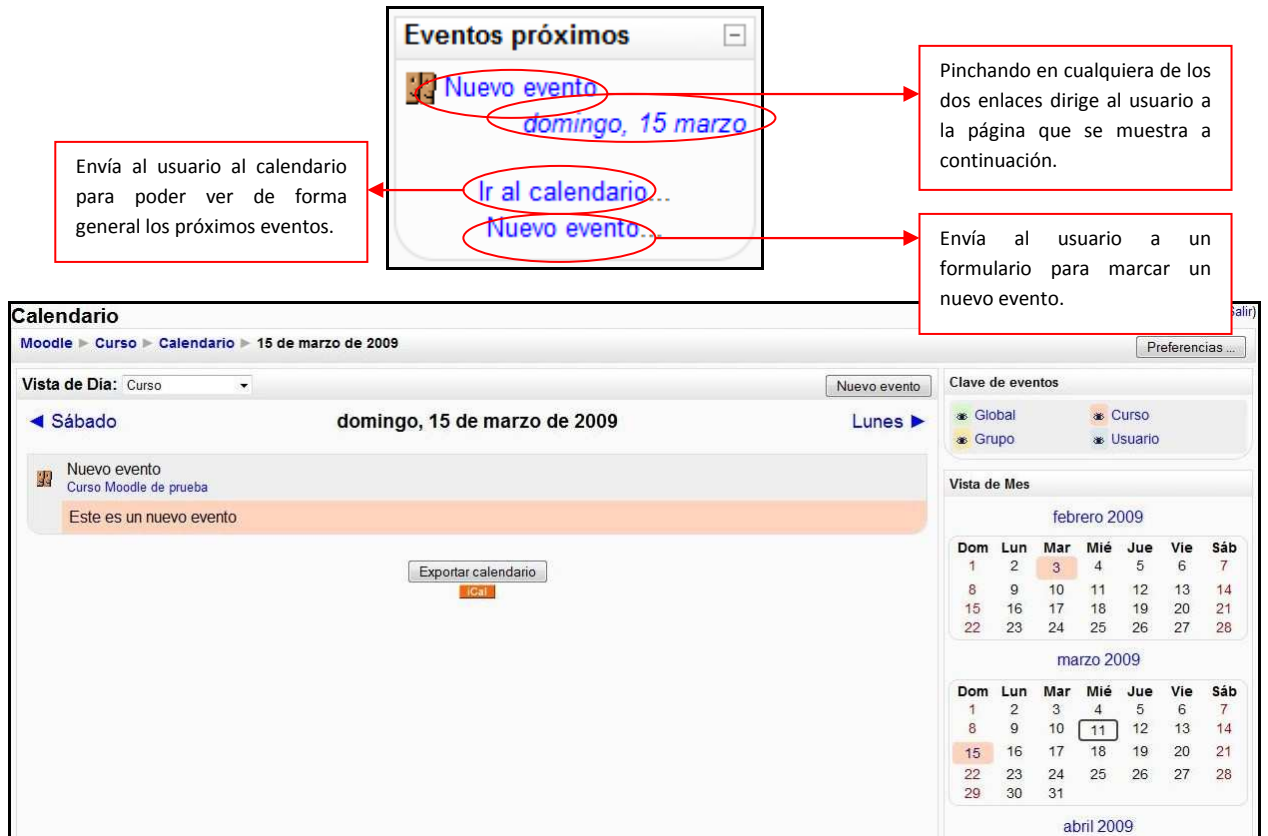 Eventos próximos
Nuevo evento
domingo, 15 marzo
Ir al calendario...
Nuevo evento...
Pinchando en cualquiera de los
dos enlaces dirige al usuario a
la página que se muestra a
continuación.
Envía al usuario al calendario
para poder ver de forma
general los próximos eventos.
Envía al usuario a un
formulario para marcar un
nuevo evento.
Calendario
Salir)
Moodle ► Curso ► Calendario ► 15 de marzo de 2009
Preferencias ...
Vista de Día: Curso
Nuevo evento
◄ Sábado domingo, 15 de marzo de 2009 Lunes ►
Nuevo evento
Curso Moodle de prueba
Este es un nuevo evento
Exportar calendario
iCal
Clave de eventos
Global Curso
Grupo Usuario
Vista de Mes
febrero 2009
Dom Lun Mar Mié Jue Vie Sáb
1 2 3 4 5 6 7
8 9 10 11 12 13 14
15 16 17 18 19 20 21
22 23 24 25 26 27 28
marzo 2009
Dom Lun Mar Mié Jue Vie Sáb
1 2 3 4 5 6 7
8 9 10 11 12 13 14
15 16 17 18 19 20 21
22 23 24 25 26 27 28
29 30 31
abril 2009